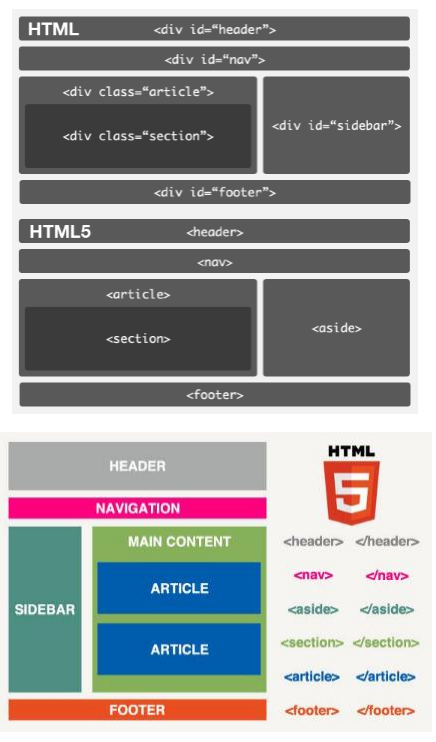 HTML <div id=“header”>
<div id=“nav”>
<div class=“article”>
<div class=“section”>
<div id=“sidebar”>
<div id=“footer”>
HTML5 <header>
<nav>
<article>
<section>
<aside>
<footer>
HEADER
NAVIGATION
SIDEBAR
MAIN CONTENT
ARTICLE
ARTICLE
FOOTER
HTML
5
<header> </header>
<nav> </nav>
<aside> </aside>
<section> </section>
<article> </article>
<footer> </footer>